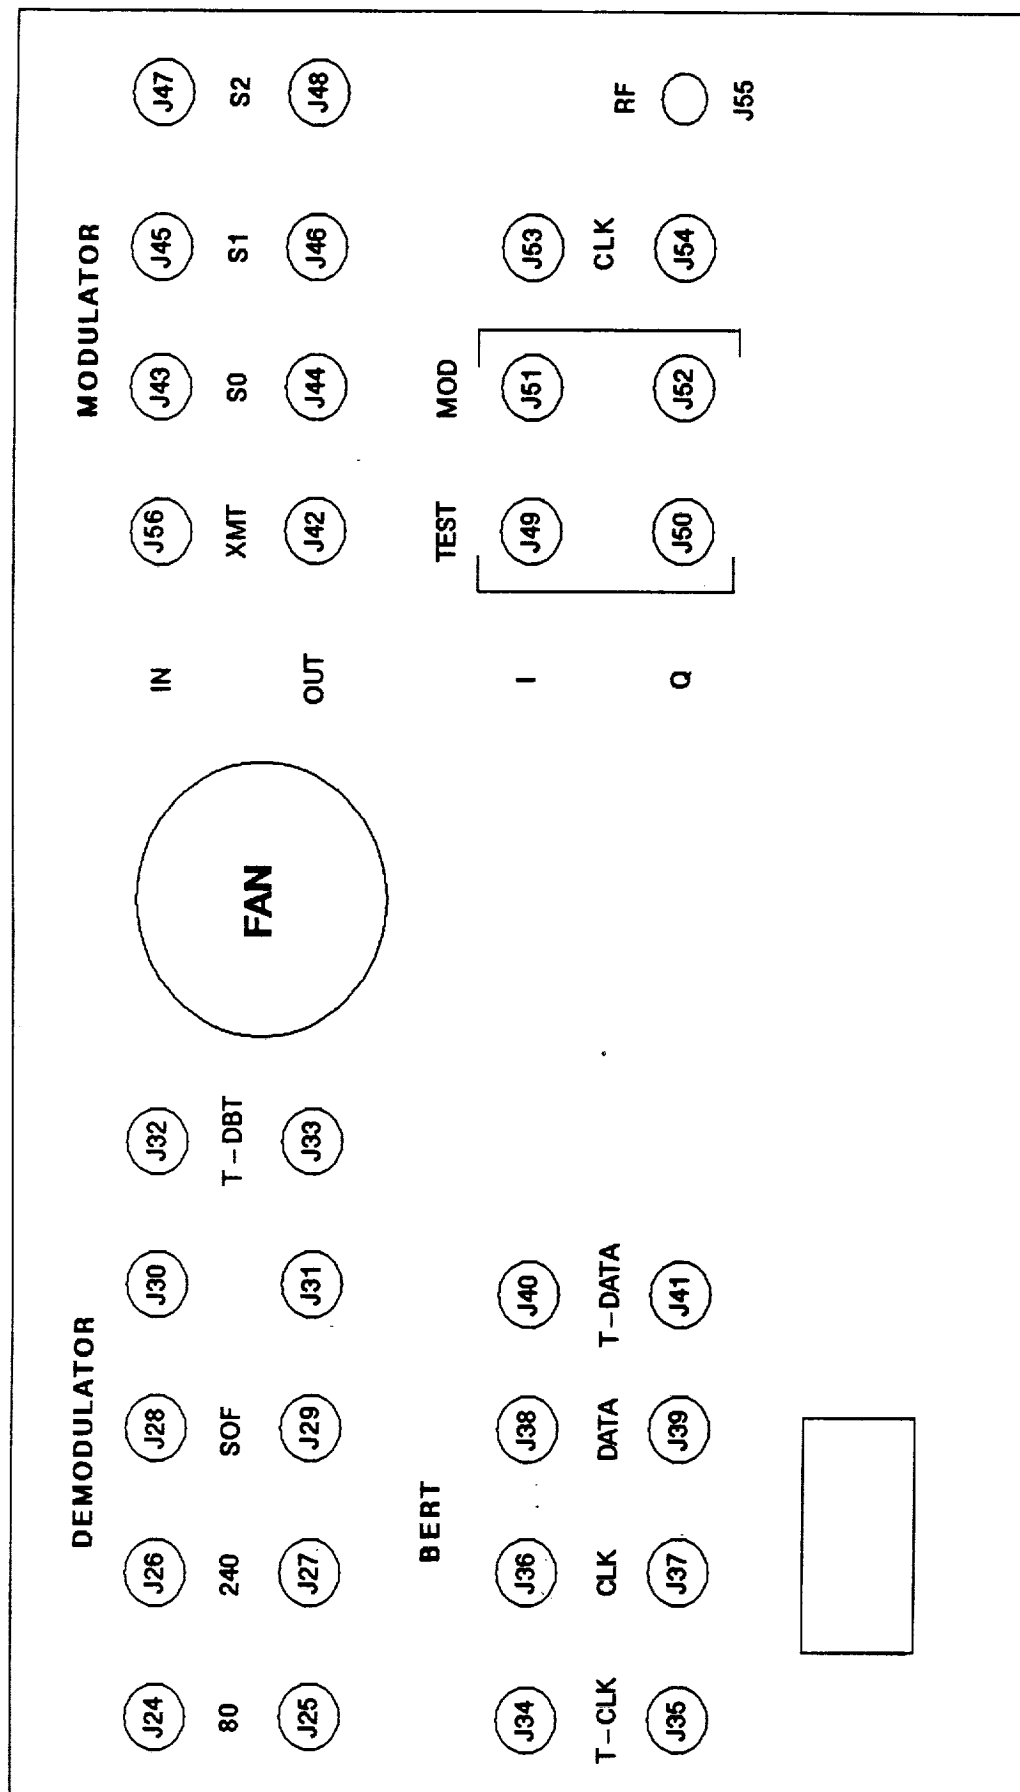 DEMODULATOR MODULATOR
J24 J26 J28 J30 J32 IN J56 J43 J45 J47
80 240 SOF T-DBT FAN XMT S0 S1 S2
J25 J27 J29 J31 J33 OUT J42 J44 J46 J48
BERT TEST MOD
J34 J36 J38 J40 I J49 J51 J53 RF
T-CLK CLK DATA T-DATA CLK
J35 J37 J39 J41 Q J50 J52 J54
J55